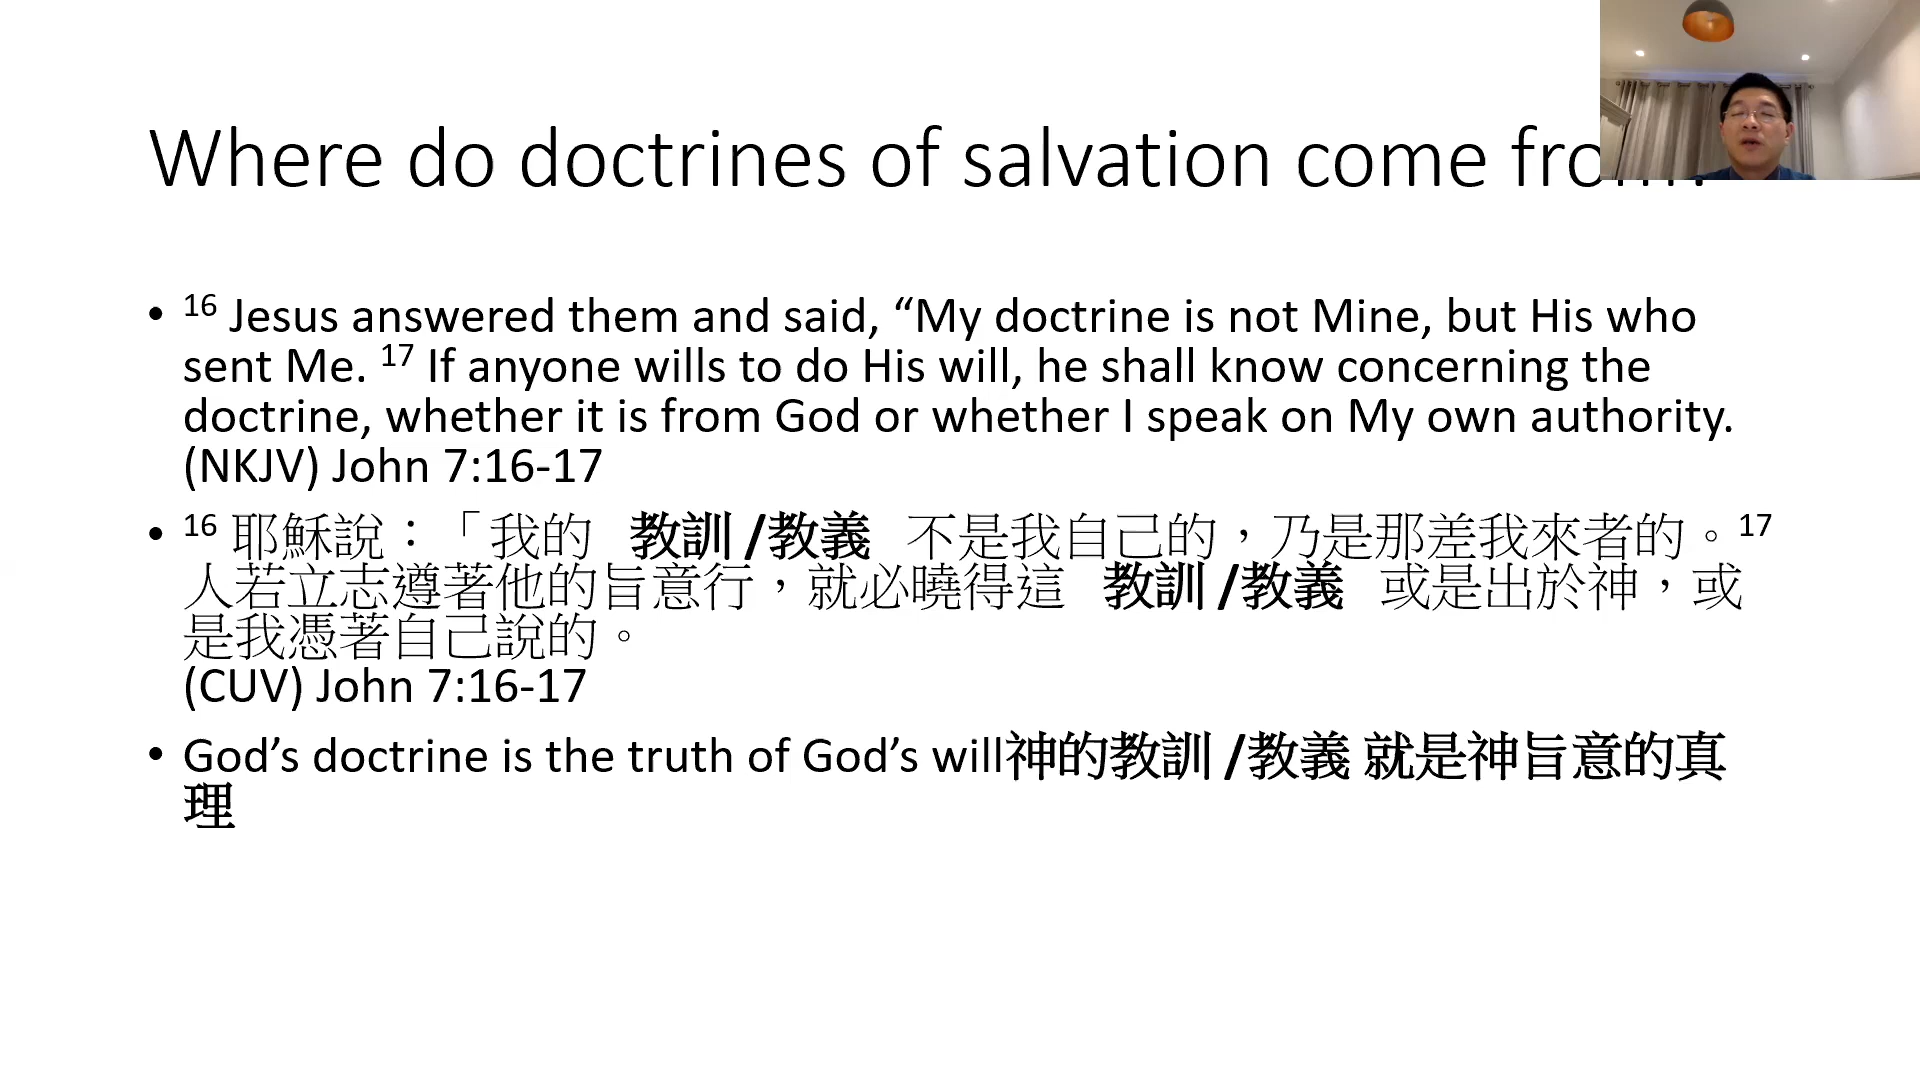 Where do doctrines of salvation come from?
• 16 Jesus answered them and said, “My doctrine is not Mine, but His who
sent Me. 17 If anyone wills to do His will, he shall know concerning the
doctrine, whether it is from God or whether I speak on My own authority.
(NKJV) John 7:16-17
• 16 耶穌說：「我的 教訓 /教義 不是我自己的，乃是那差我來者的。17
人若立志遵著他的旨意行，就必曉得這 教訓 /教義 或是出於神，或
是我憑著自己說的。
(CUV) John 7:16-17
• God’s doctrine is the truth of God’s will神的教訓 /教義 就是神旨意的真
理